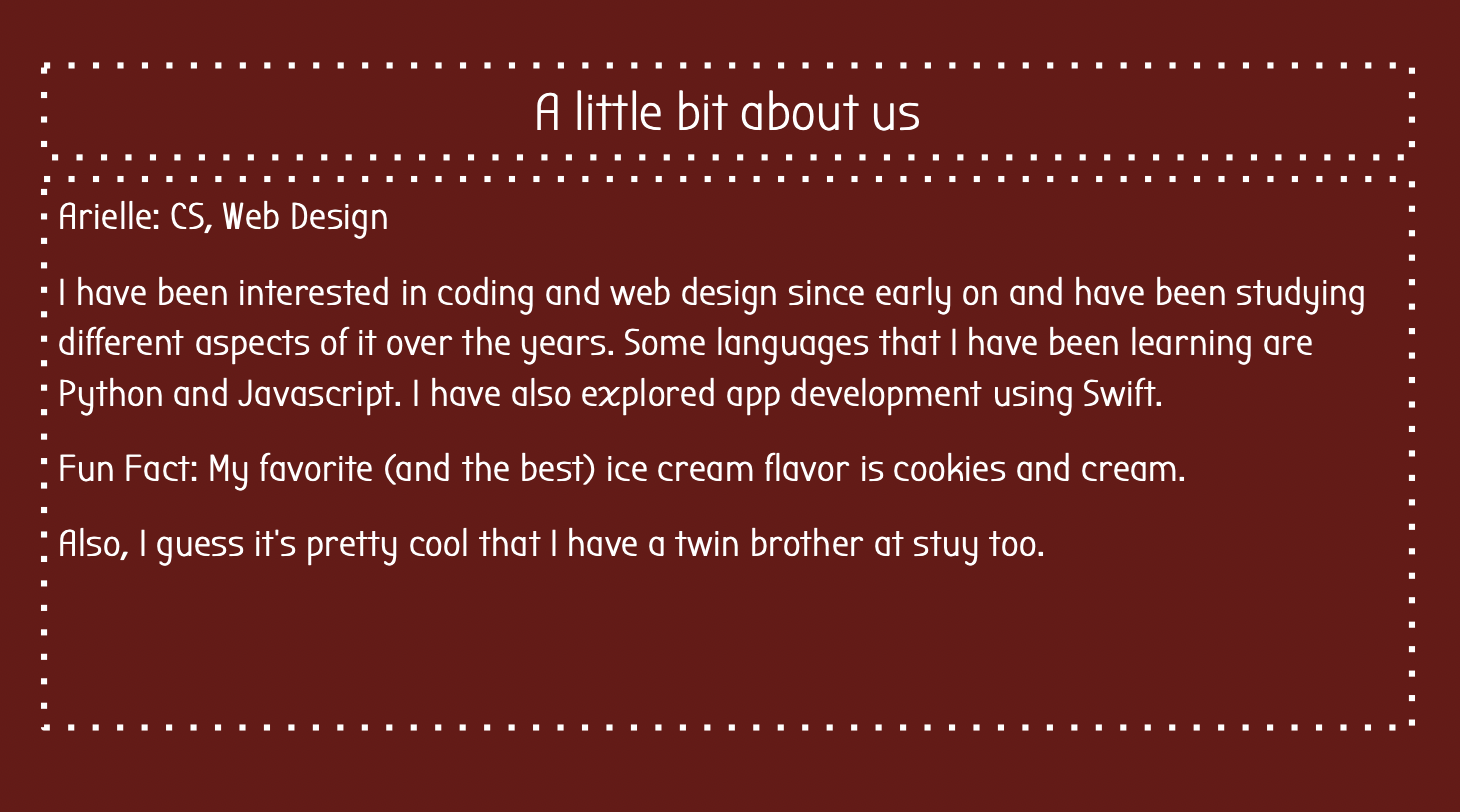 A little bit about us
Arielle: CS, Web Design
I have been interested in coding and web design since early on and have been studying
different aspects of it over the years. Some languages that I have been learning are
Python and Javascript. I have also explored app development using Swift.
Fun Fact: My favorite (and the best) ice cream flavor is cookies and cream.
Also, I guess it's pretty cool that I have a twin brother at stuy too.